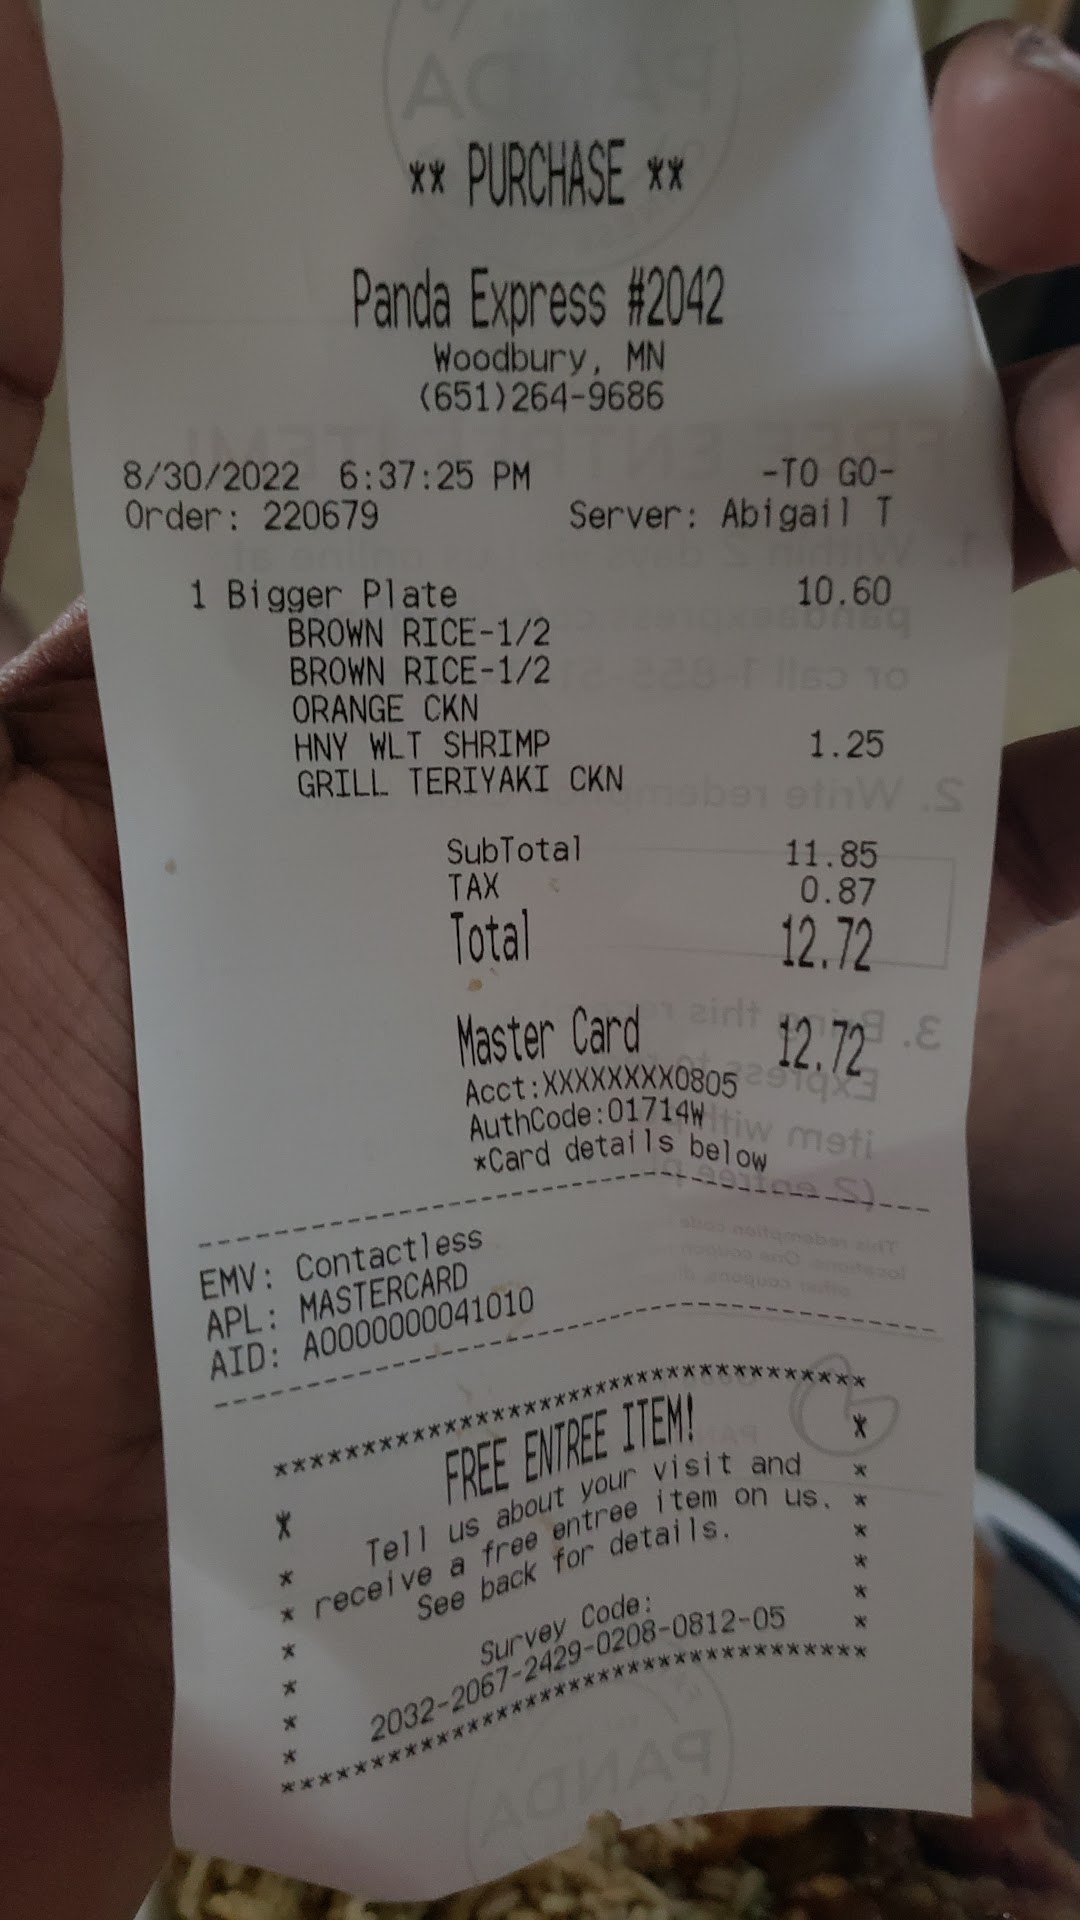 ** PURCHASE **
Panda Express #2042
Woodbury, MN
(651)264-9686
8/30/2022 6:37:25 PM -TO GO-
Order: 220679 Server: Abigail T
1 Bigger Plate 10.60
BROWN RICE-1/2
BROWN RICE-1/2
ORANGE CKN
HNY WLT SHRIMP 1.25
GRILL TERIYAKI CKN
SubTotal 11.85
TAX 0.87
Total 12.72
Master Card 12.72
Acct:XXXXXXXX0805
AuthCode:01714W
*Card details below
EMV: Contactless
APL: MASTERCARD
AID: A0000000041010
FREE ENTREE ITEM!
Tell us about your visit and
receive a free entree item on us.
See back for details.
Survey Code:
2032-2067-2429-0208-0812-05